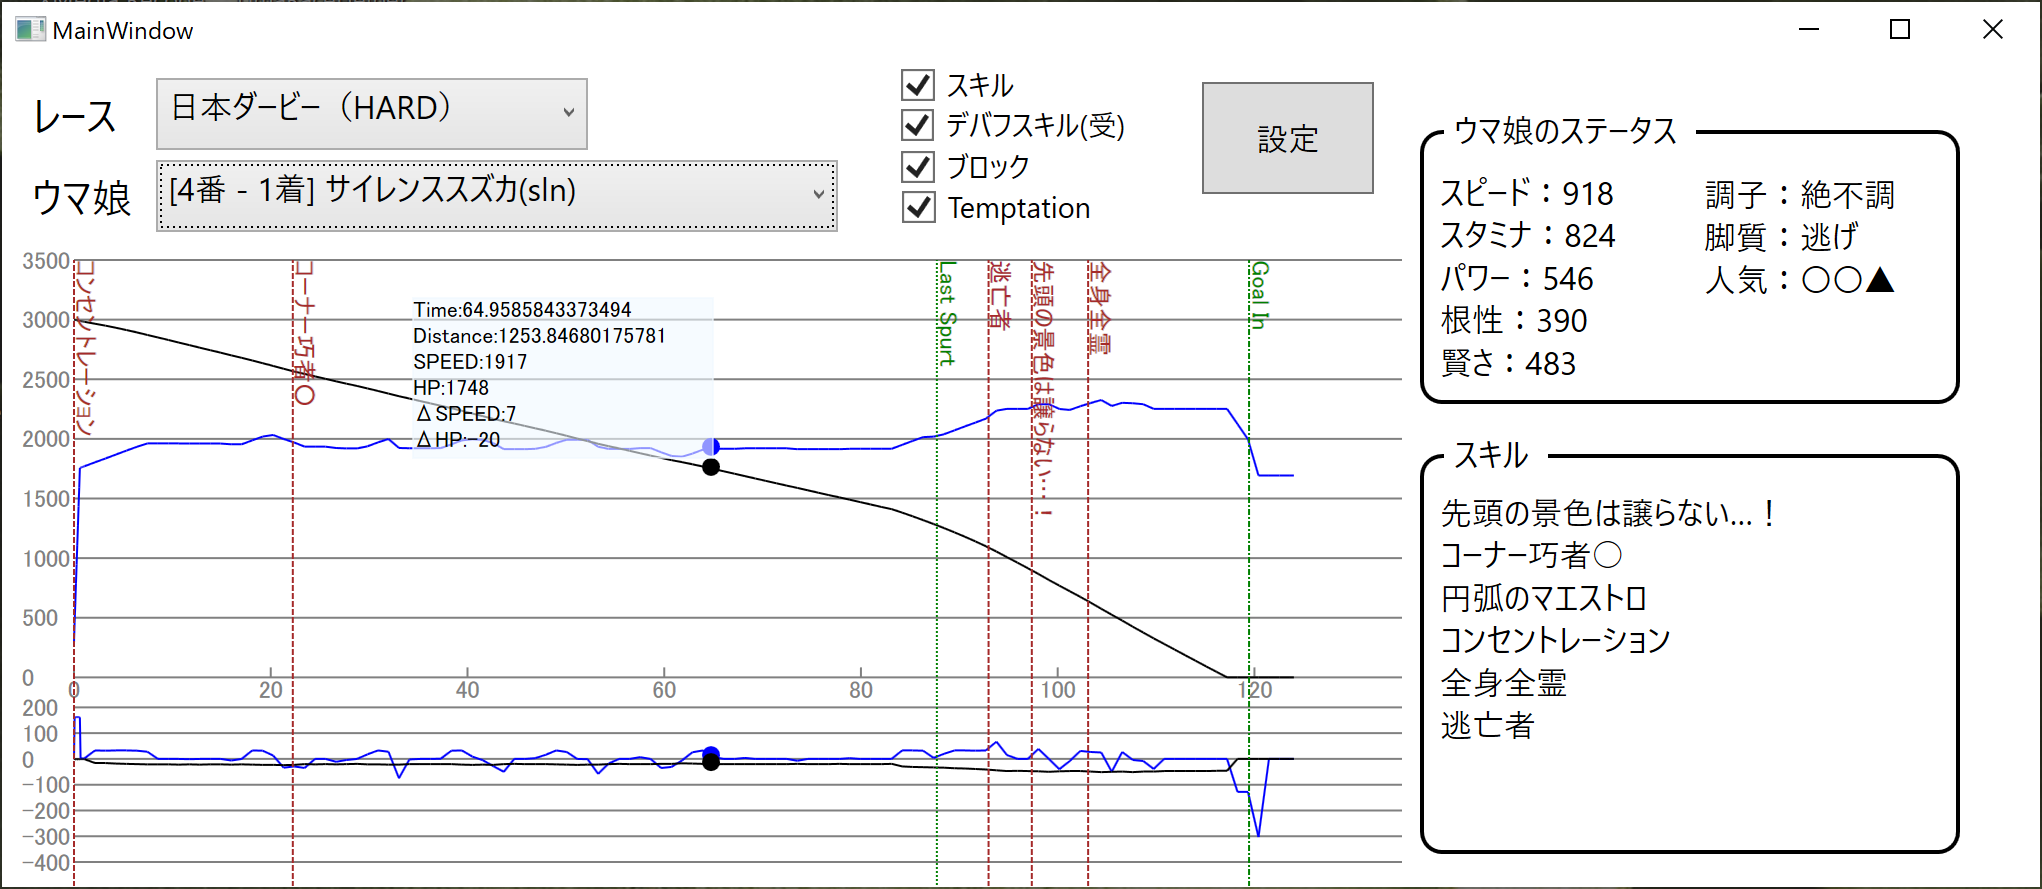 MainWindow
レース
日本ダービー（HARD）
ウマ娘
[4番 - 1着] サイレンススズカ(sln)
スキル
デバフスキル(受)
ブロック
Temptation
設定
ウマ娘のステータス
スピード：918
スタミナ：824
パワー：546
根性：390
賢さ：483
調子：絶不調
脚質：逃げ
人気：〇〇▲
スキル
先頭の景色は譲らない…！
コーナー巧者〇
円弧のマエストロ
コンセントレーション
全身全霊
逃亡者
3500
3000
2500
2000
1500
1000
500
0
コンセントレーション
コーナー巧者〇
Time:64.9585843373494
Distance:1253.84680175781
SPEED:1917
HP:1748
ΔSPEED:7
ΔHP:-20
Last Spurt
逃亡者
先頭の景色は譲らない…！
全身全霊
Goal In
0
20
40
60
80
100
120
200
100
0
-100
-200
-300
-400